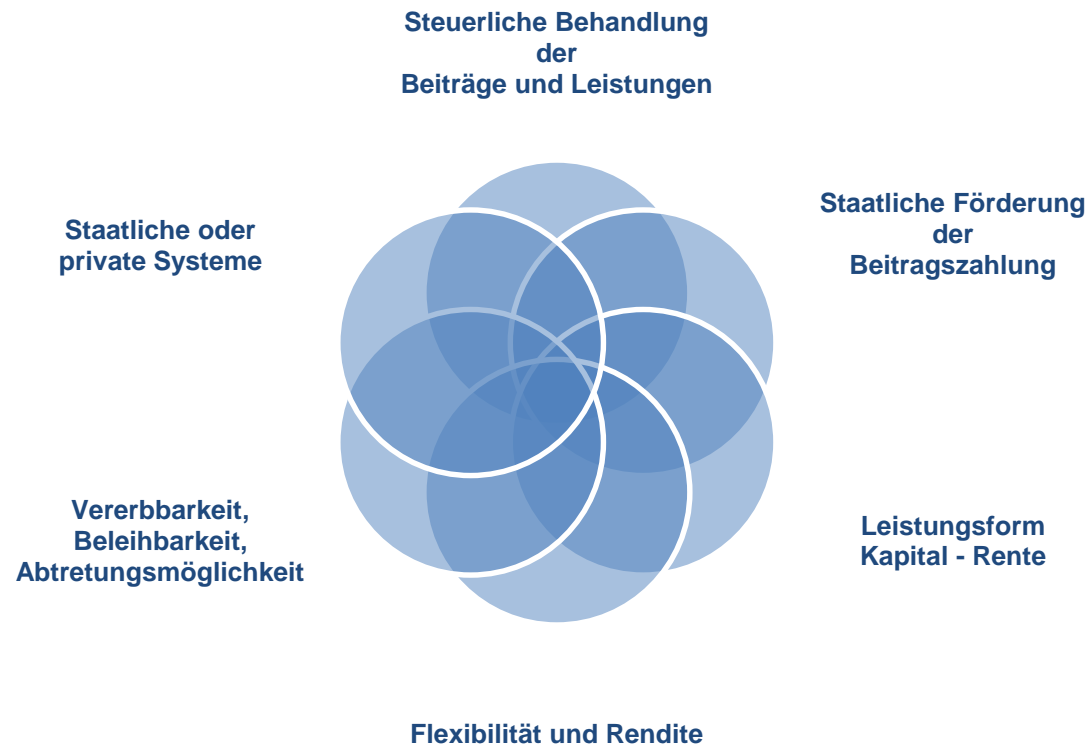 Steuerliche Behandlung
der
Beiträge und Leistungen
Staatliche Förderung
der
Beitragszahlung
Staatliche oder
private Systeme
Vererbbarkeit,
Beleihbarkeit,
Abtretungsmöglichkeit
Leistungsform
Kapital - Rente
Flexibilität und Rendite